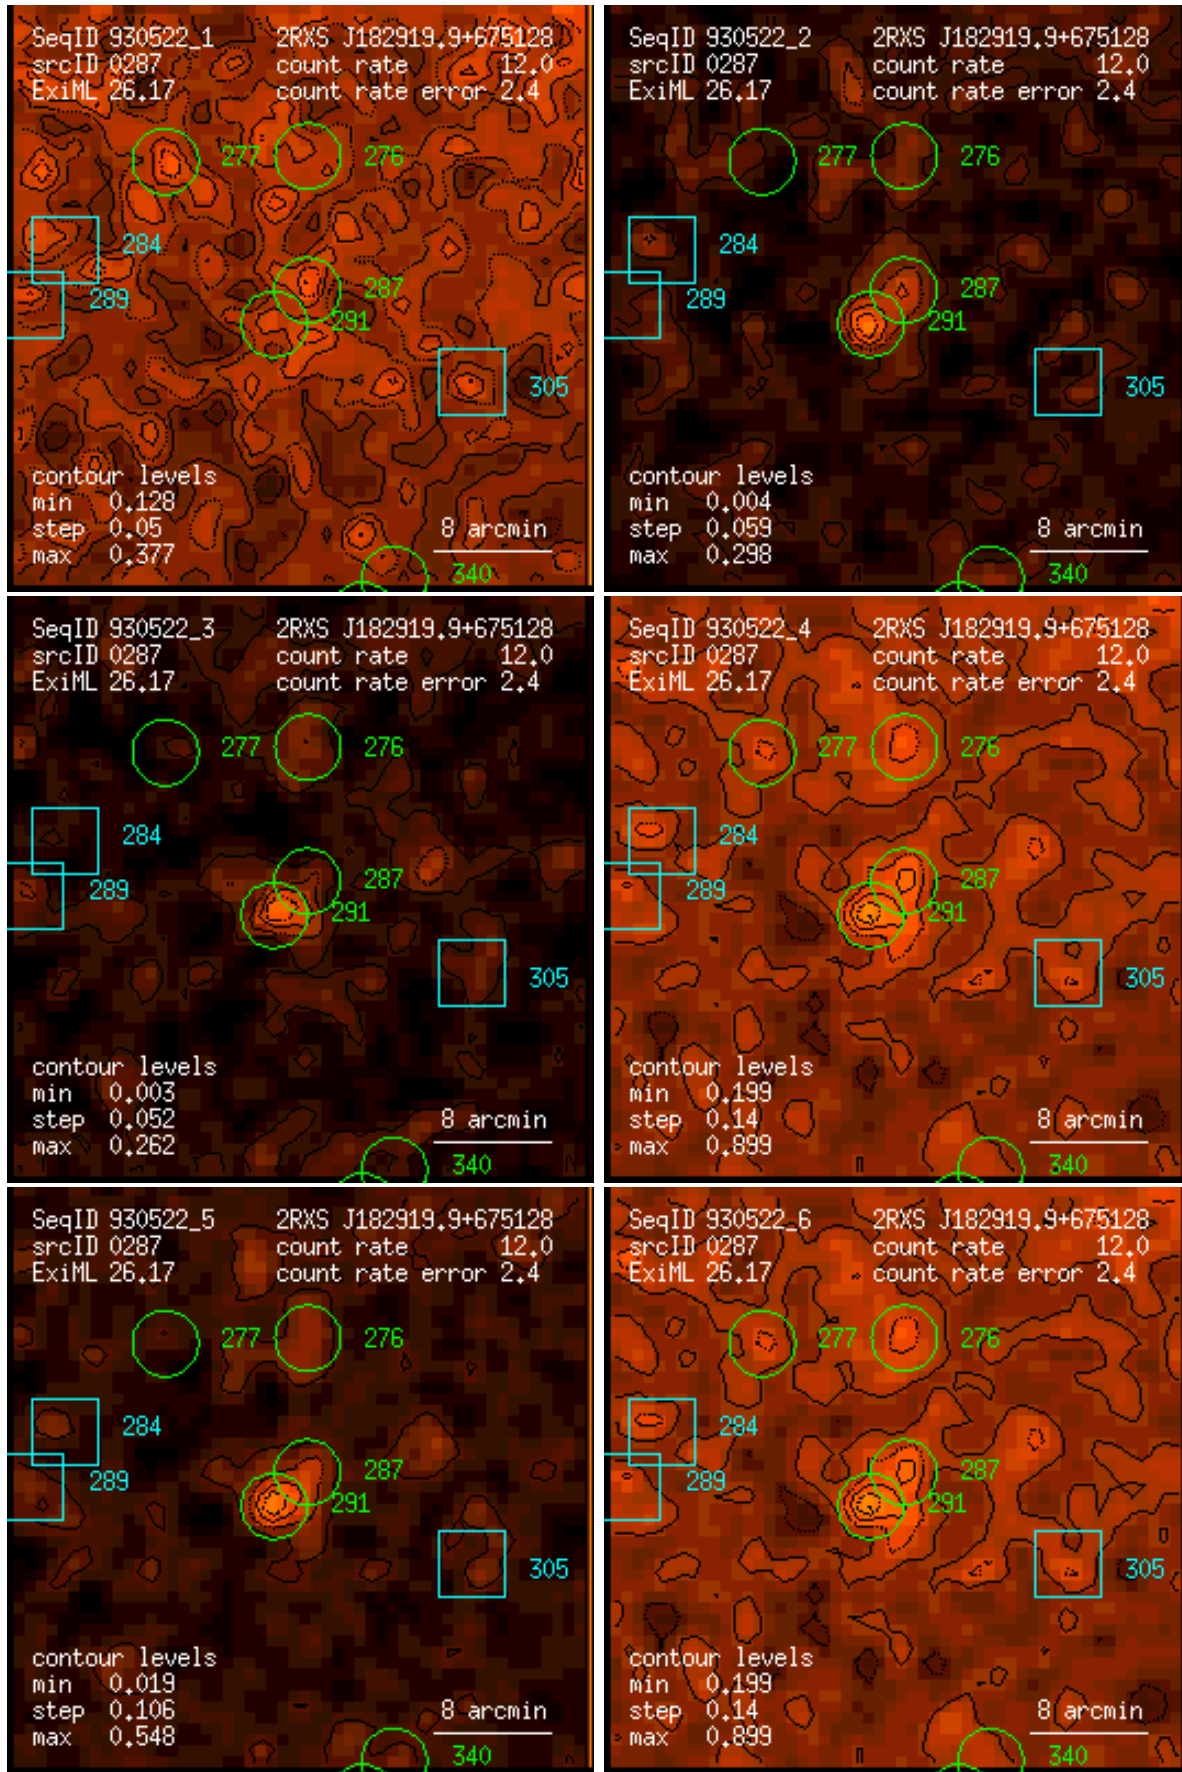 SeqID 930522_1 2RXS J182919.9+675128
srcID 0287 count rate 12.0
ExiML 26.17 count rate error 2.4
277 276
284
287
289
291
305
contour levels
min 0.128
step 0.05 8 arcmin
max 0.377
340
SeqID 930522_2 2RXS J182919.9+675128
srcID 0287 count rate 12.0
ExiML 26.17 count rate error 2.4
277 276
284
287
289
291
305
contour levels
min 0.004
step 0.059 8 arcmin
max 0.298
340
SeqID 930522_3 2RXS J182919.9+675128
srcID 0287 count rate 12.0
ExiML 26.17 count rate error 2.4
277 276
284
287
289
291
305
contour levels
min 0.003
step 0.052 8 arcmin
max 0.262
340
SeqID 930522_4 2RXS J182919.9+675128
srcID 0287 count rate 12.0
ExiML 26.17 count rate error 2.4
277 276
284
287
289
291
305
contour levels
min 0.199
step 0.14 8 arcmin
max 0.899
340
SeqID 930522_5 2RXS J182919.9+675128
srcID 0287 count rate 12.0
ExiML 26.17 count rate error 2.4
277 276
284
287
289
291
305
contour levels
min 0.019
step 0.106 8 arcmin
max 0.548
340
SeqID 930522_6 2RXS J182919.9+675128
srcID 0287 count rate 12.0
ExiML 26.17 count rate error 2.4
277 276
284
287
289
291
305
contour levels
min 0.199
step 0.14 8 arcmin
max 0.899
340